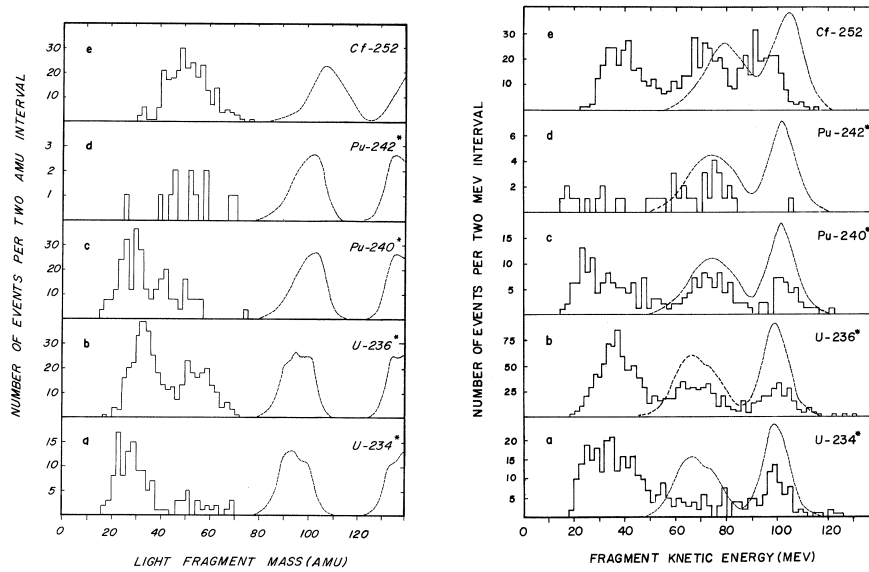 NUMBER OF EVENTS PER TWO AMU INTERVAL
e
Cf-252
30
20
10
d
Pu-242*
3
2
1
c
Pu-240*
30
20
10
b
U-236*
30
20
10
a
U-234*
15
10
5
0 20 40 60 80 100 120
LIGHT FRAGMENT MASS (AMU)
NUMBER OF EVENTS PER TWO MEV INTERVAL
e
Cf-252
30
20
10
d
Pu-242*
6
4
2
c
Pu-240*
15
10
5
b
U-236*
75
50
25
a
U-234*
20
15
10
5
0 20 40 60 80 100 120
FRAGMENT KNETIC ENERGY (MEV)